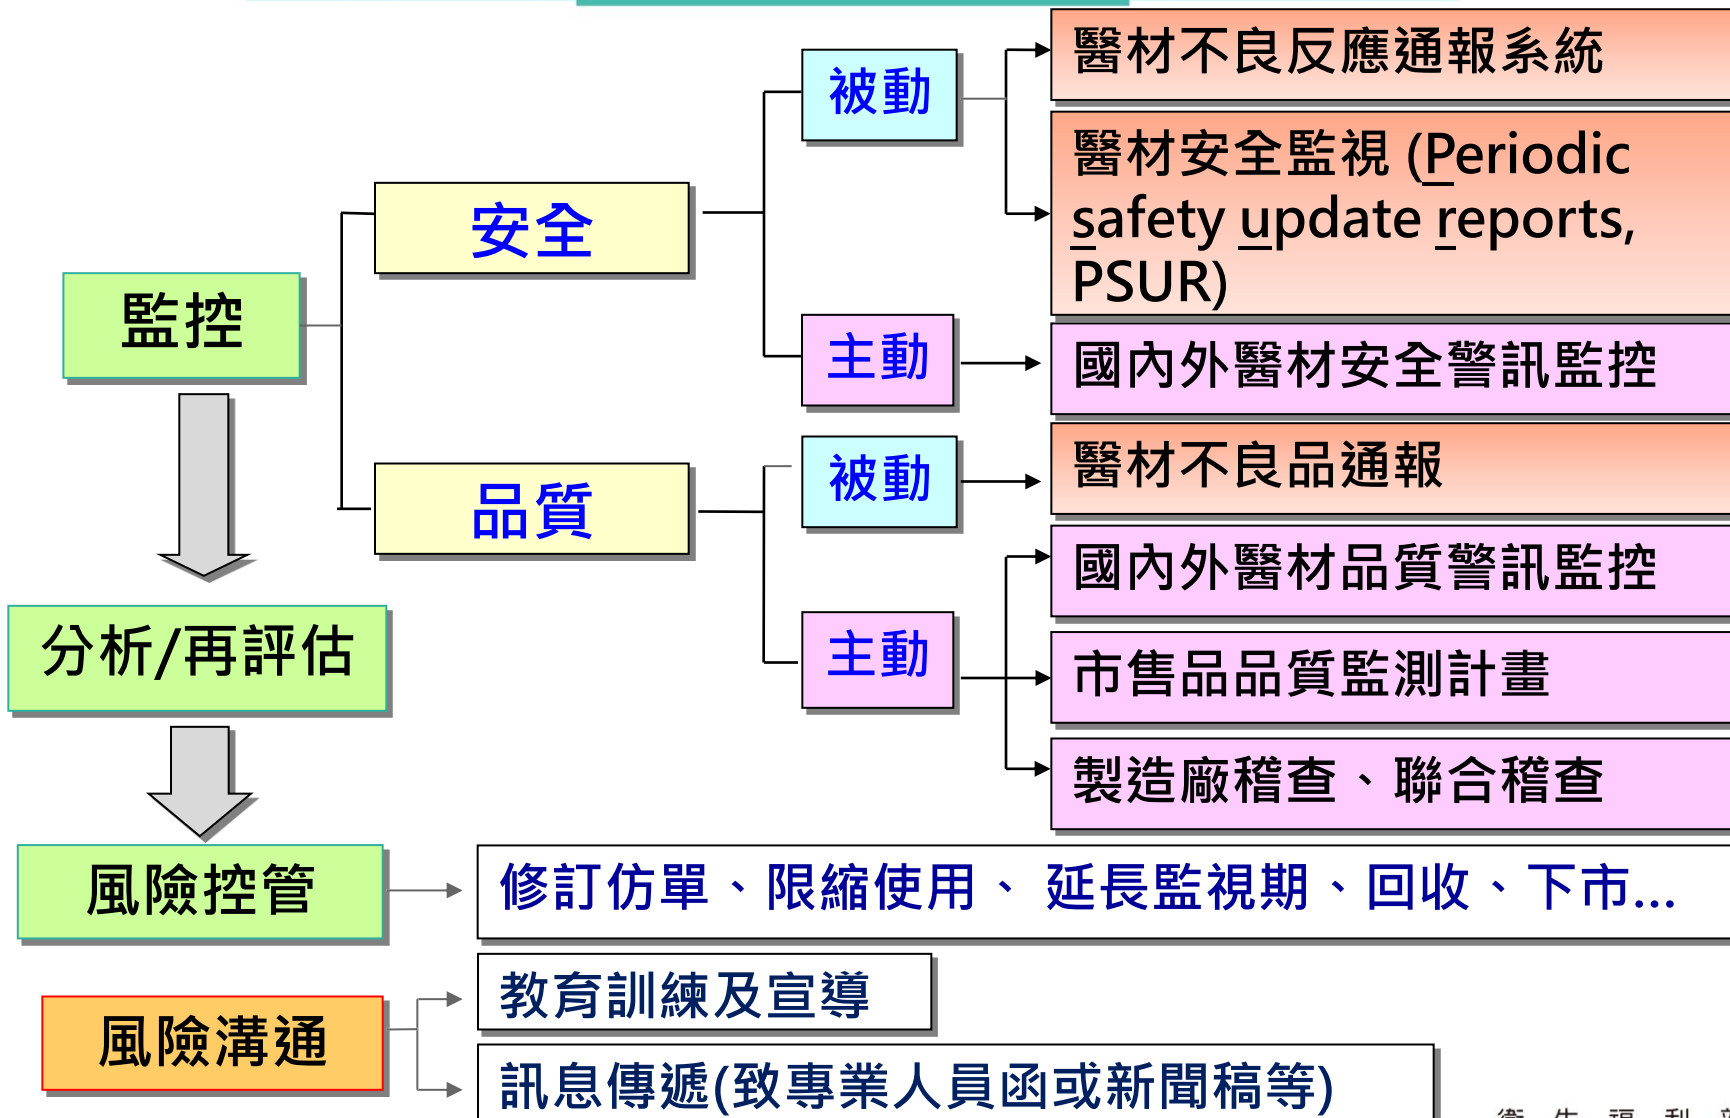 監控
安全
被動
醫材不良反應通報系統
醫材安全監視 (Periodic
safety update reports,
PSUR)
主動
國內外醫材安全警訊監控
品質
被動
醫材不良品通報
主動
國內外醫材品質警訊監控
市售品品質監測計畫
製造廠稽查、聯合稽查
分析/再評估
風險控管
修訂仿單、限縮使用、 延長監視期、回收、下市...
風險溝通
教育訓練及宣導
訊息傳遞(致專業人員函或新聞稿等)